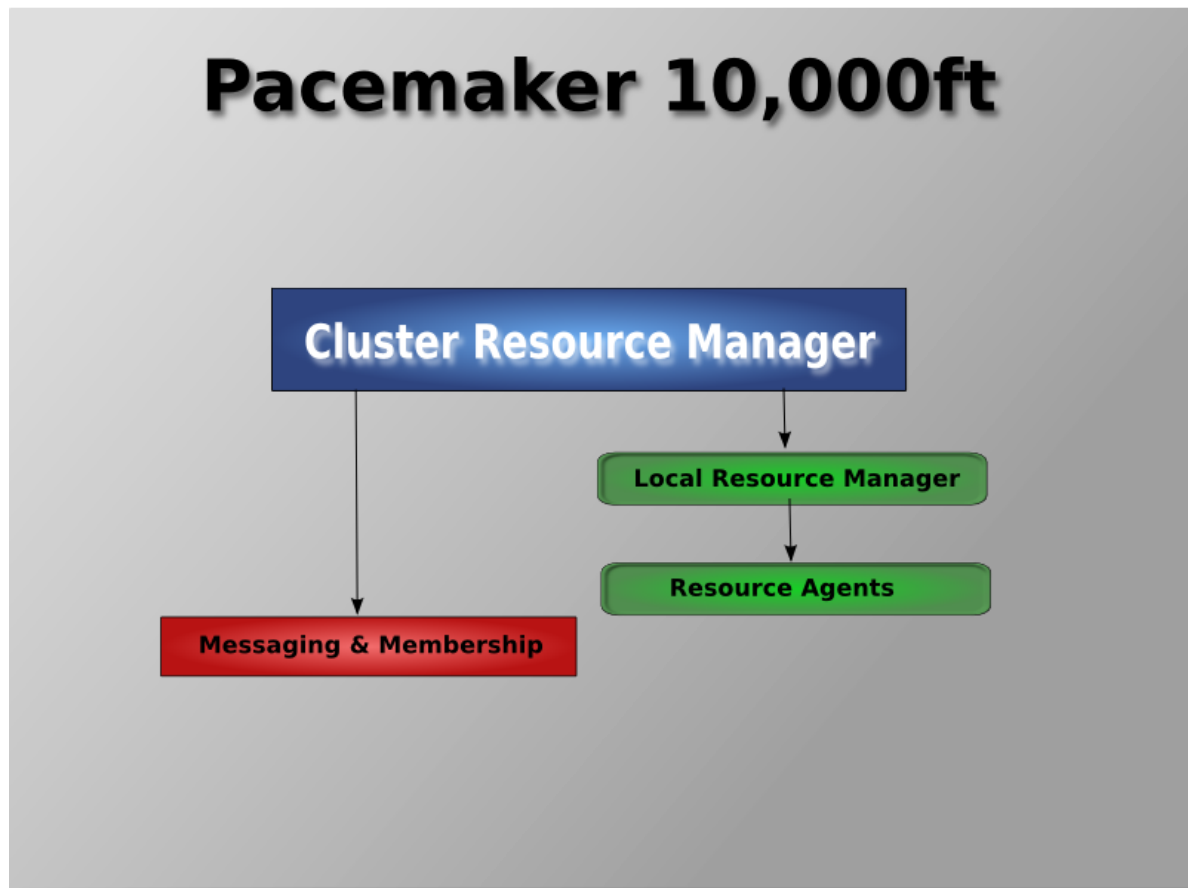 Pacemaker 10,000ft
Cluster Resource Manager
Local Resource Manager
Resource Agents
Messaging & Membership